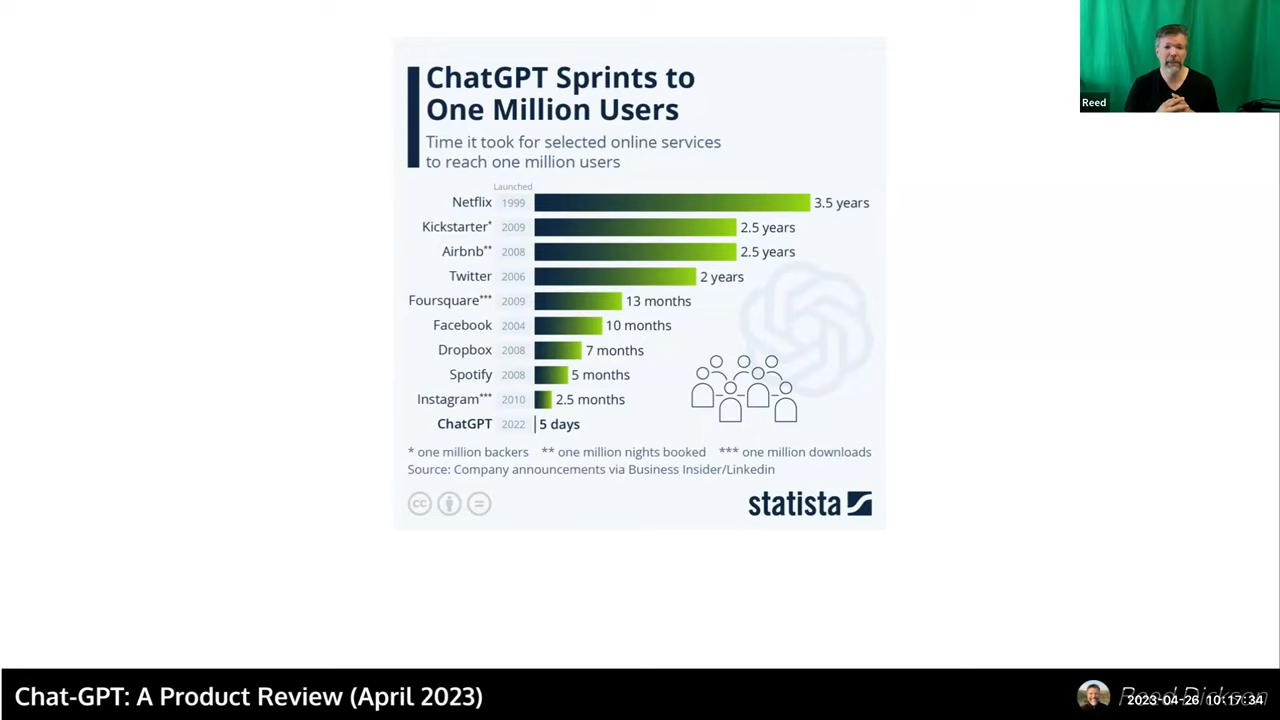 ChatGPT Sprints to
One Million Users
Time it took for selected online services
to reach one million users
Launched
Netflix 1999 3.5 years
Kickstarter* 2009 2.5 years
Airbnb** 2008 2.5 years
Twitter 2006 2 years
Foursquare*** 2009 13 months
Facebook 2004 10 months
Dropbox 2008 7 months
Spotify 2008 5 months
Instagram*** 2010 2.5 months
ChatGPT 2022 5 days
* one million backers ** one million nights booked *** one million downloads
Source: Company announcements via Business Insider/Linkedin
cc
statista
Reed
Chat-GPT: A Product Review (April 2023)
2023-04-26 10:17:34